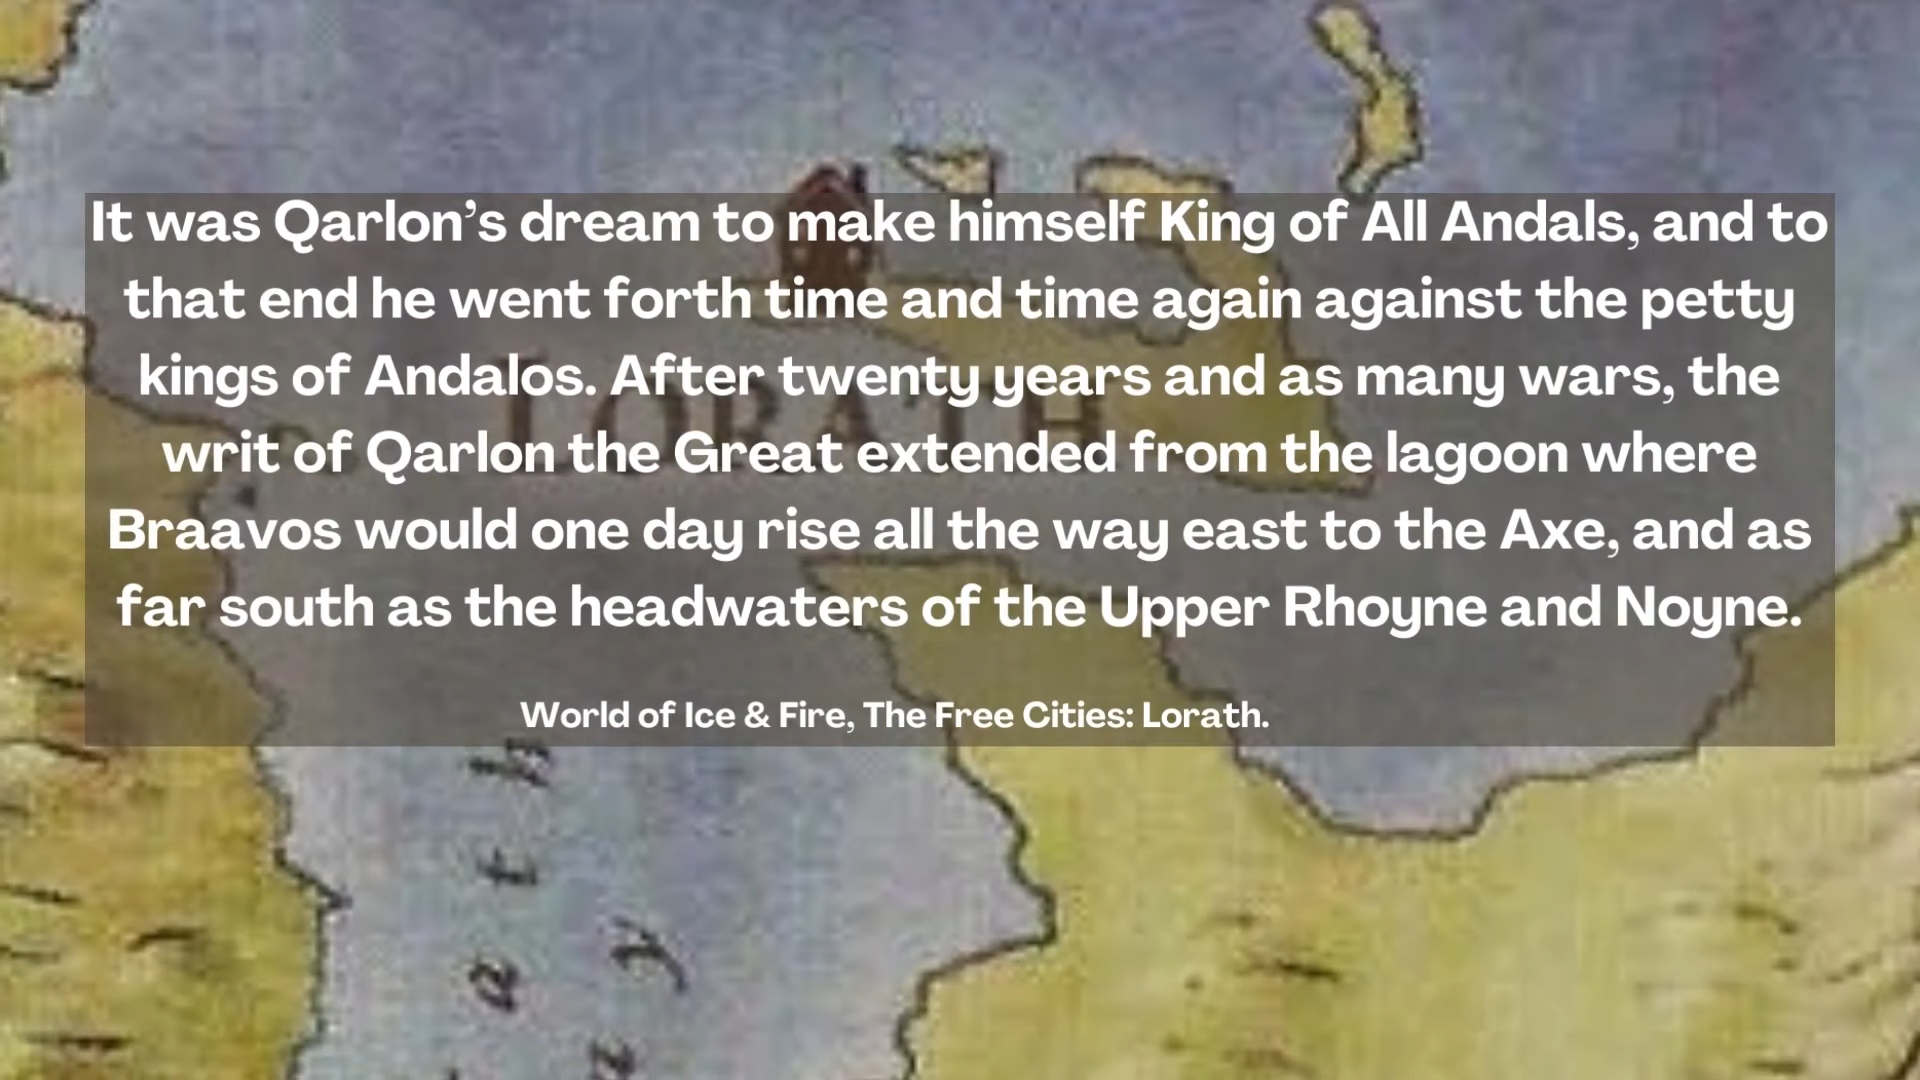 It was Qarlon’s dream to make himself King of All Andals, and to
that end he went forth time and time again against the petty
kings of Andalos. After twenty years and as many wars, the
writ of Qarlon the Great extended from the lagoon where
Braavos would one day rise all the way east to the Axe, and as
far south as the headwaters of the Upper Rhoyne and Noyne.
World of Ice & Fire, The Free Cities: Lorath.
LORATH